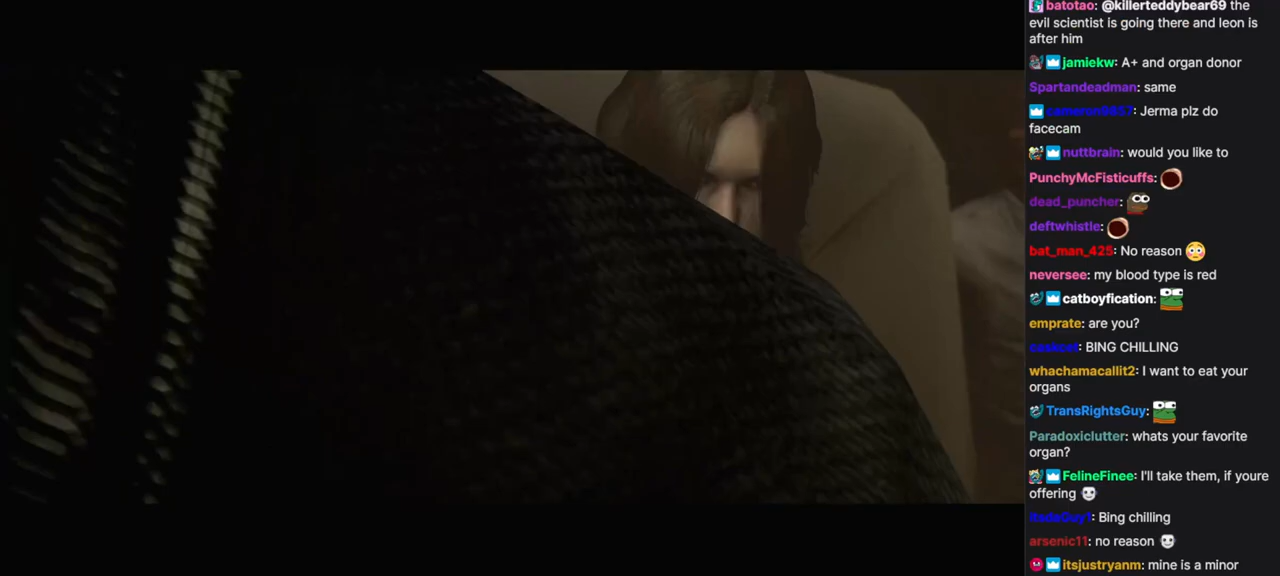 batotao: @killerteddybear69 the
evil scientist is going there and leon is
after him
jamiekw: A+ and organ donor
Spartandeadman: same
cameron9857: Jerma plz do
facecam
nuttbrain: would you like to
PunchyMcFisticuffs:
dead_puncher:
deftwhistle:
bat_man_425: No reason 😳
neversee: my blood type is red
catboyfication:
emprate: are you?
: BING CHILLING
whachamacallit2: I want to eat your
organs
TransRightsGuy:
Paradoxiclutter: whats your favorite
organ?
FelineFinee: I'll take them, if youre
offering
itsdaGuy1: Bing chilling
arsenic11: no reason
itsjustryanm: mine is a minor